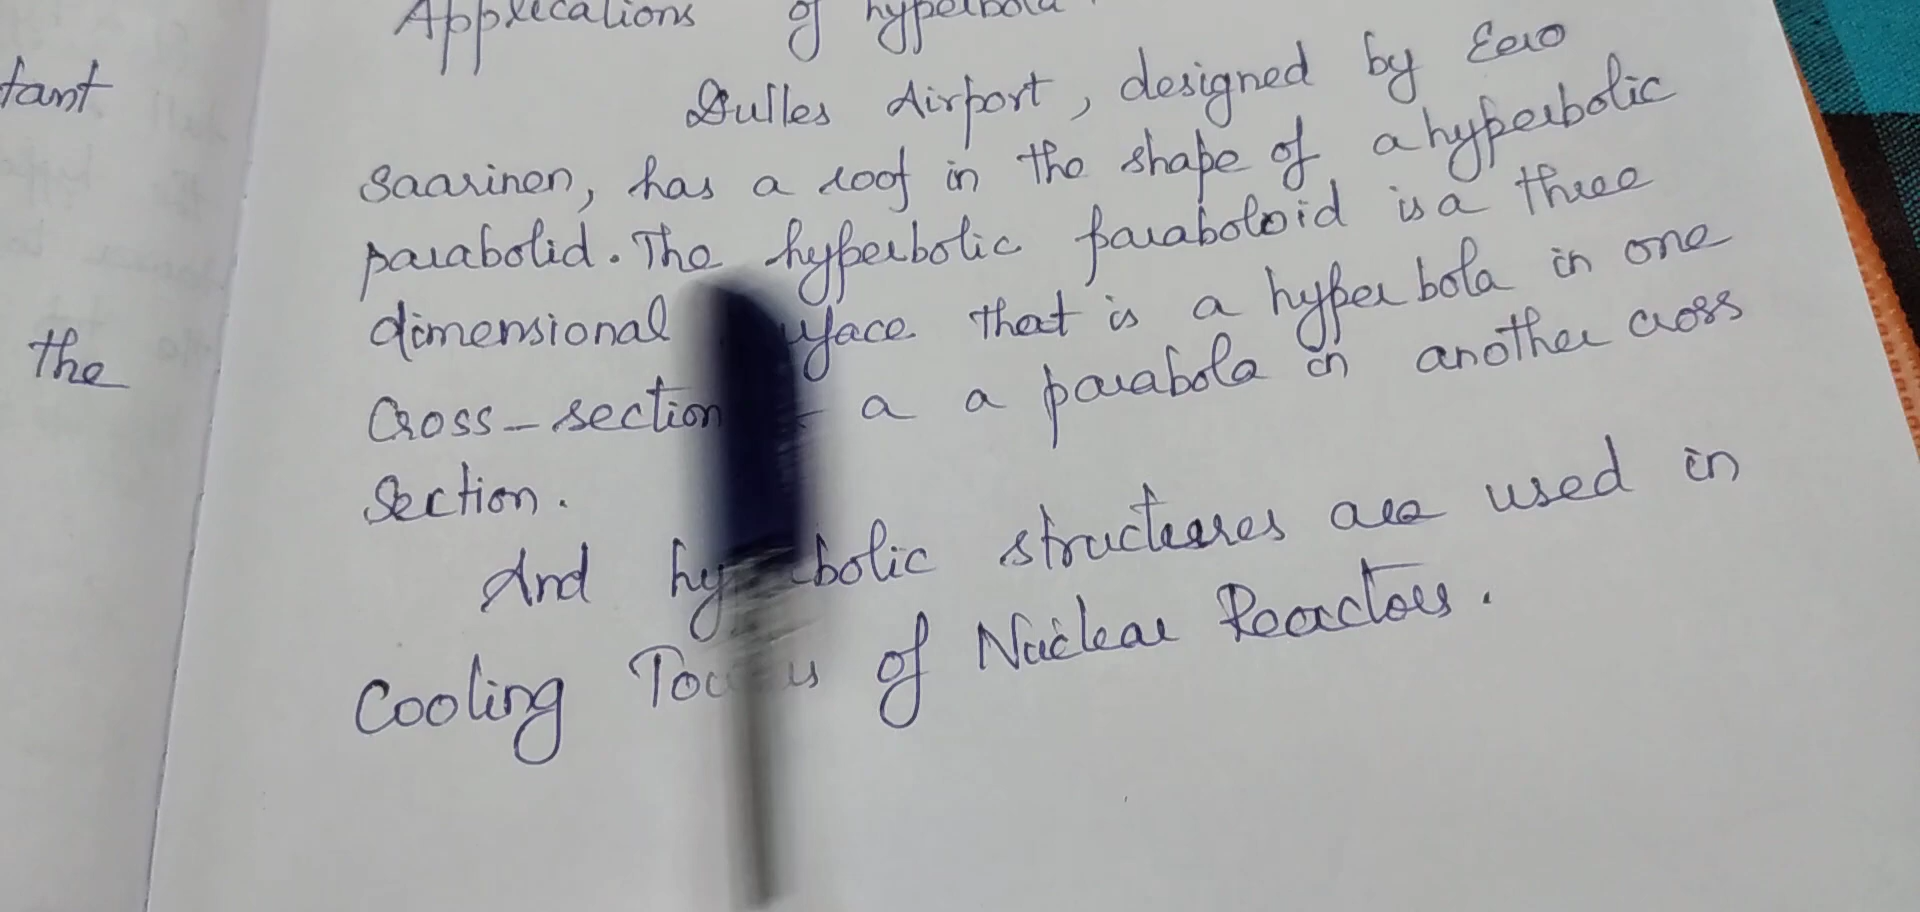 tant
the
Applications of hyperbola.
Dulles Airport, designed by Eero
Saarinen, has a roof in the shape of a hyperbolic
parabolid. The hyperbolic paraboloid is a three
dimensional that is a hyperbola in one
cross-section a a parabola in another cross
section.
And structures are used in
Cooling of Nuclear Reactors.